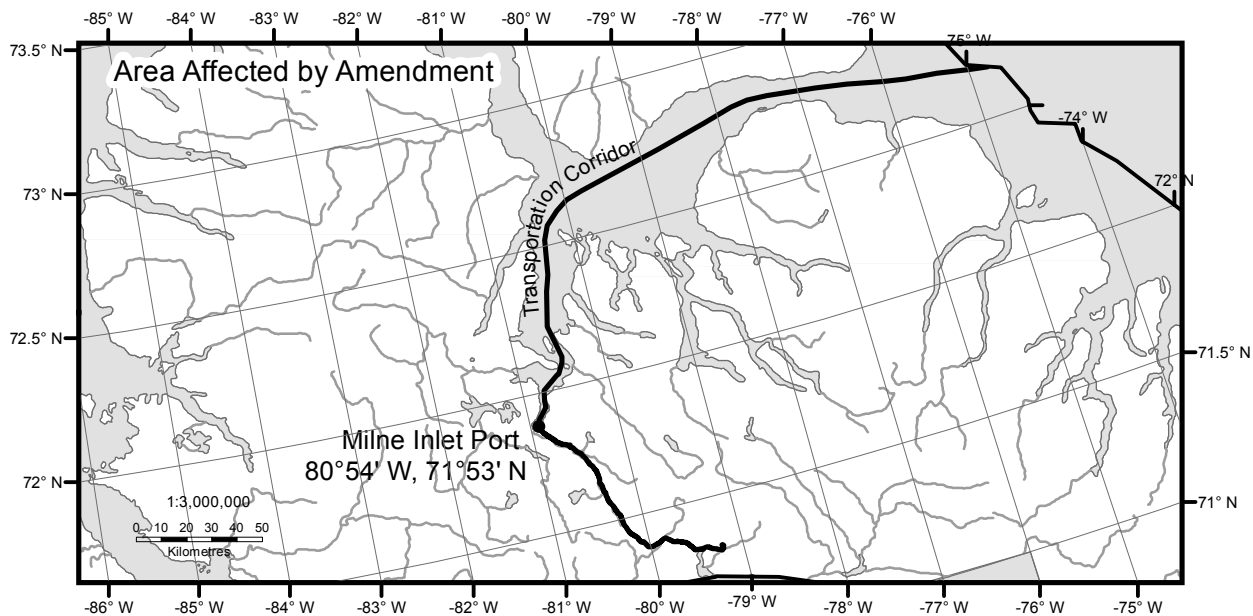 -85° W -84° W -83° W -82° W -81° W -80° W -79° W -78° W -77° W -76° W
73.5° N
75° W
Area Affected by Amendment
-74° W
Transportation Corridor
73° N
72° N
72.5° N
71.5° N
Milne Inlet Port
80°54' W, 71°53' N
72° N
71° N
1:3,000,000
0 10 20 30 40 50
Kilometres
-86° W -85° W -84° W -83° W -82° W -81° W -80° W -79° W -78° W -77° W -76° W -75° W